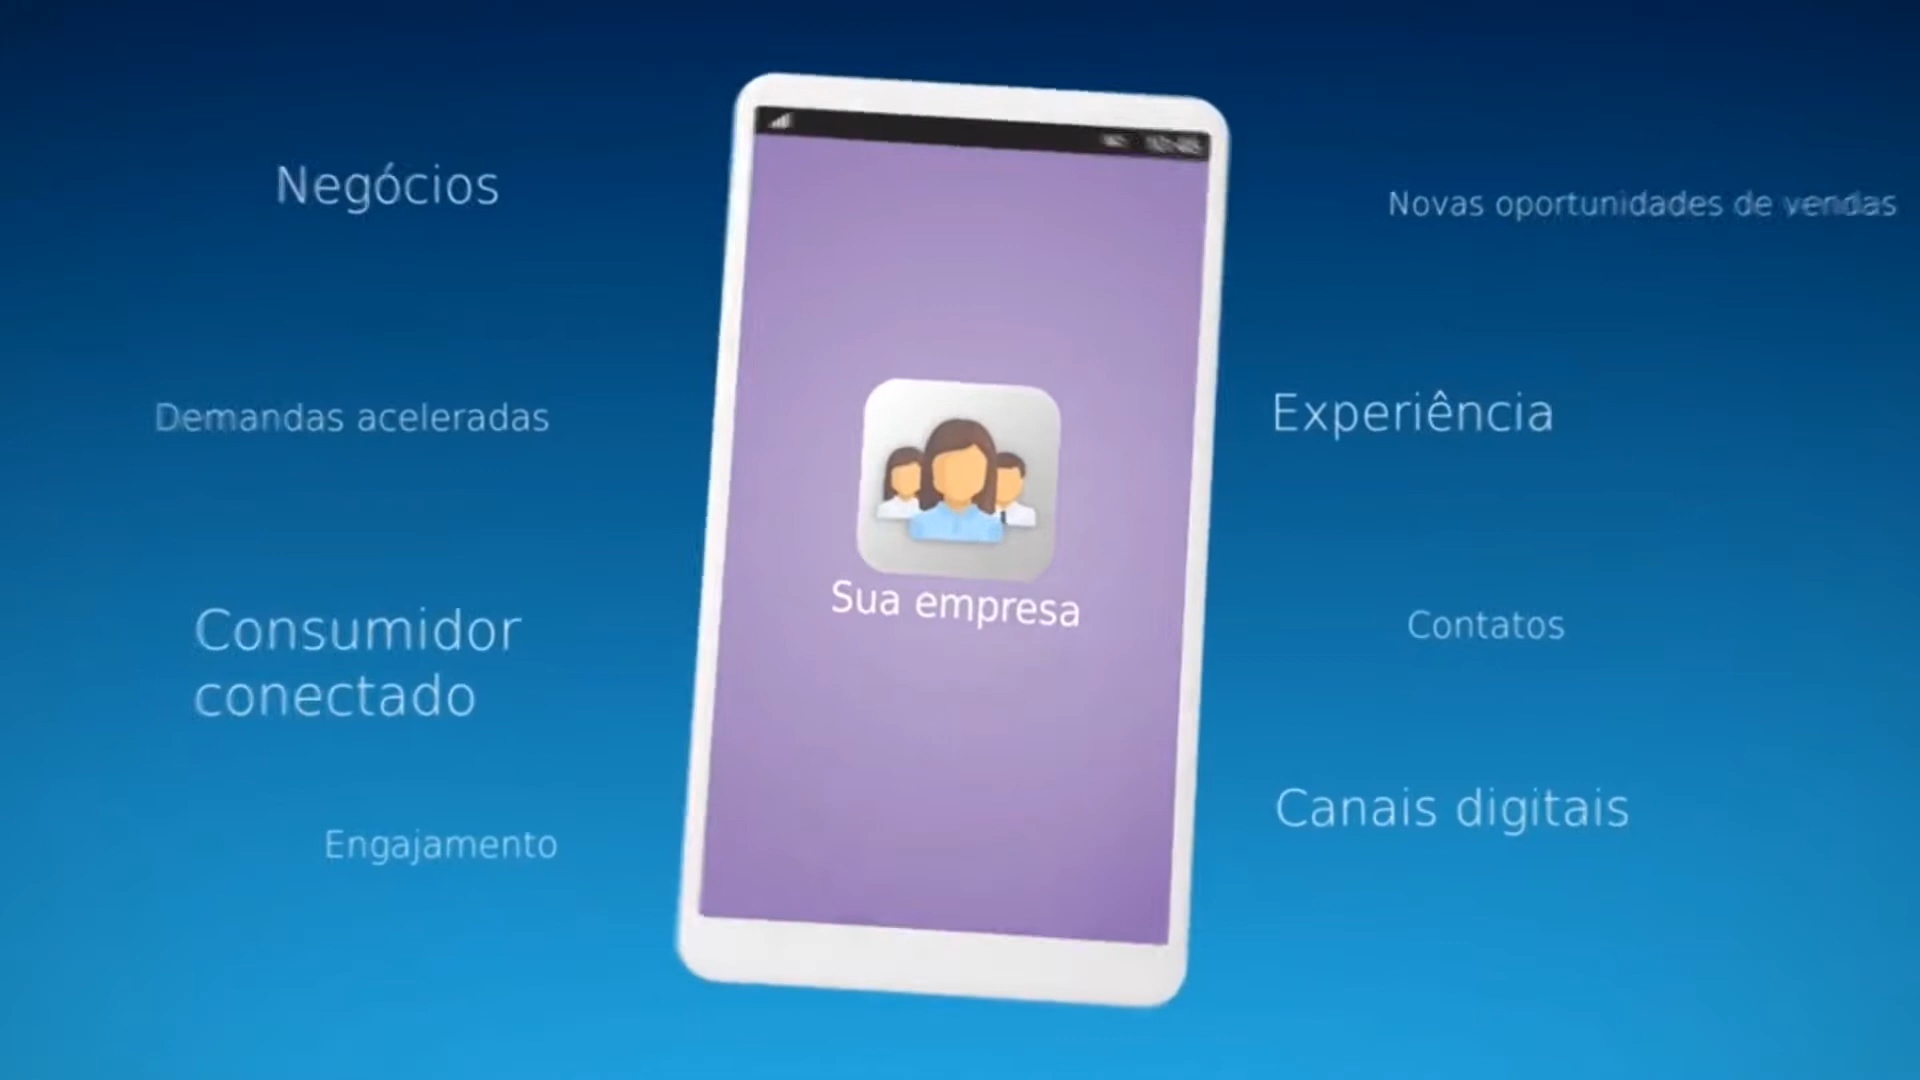 Negócios
Novas oportunidades de vendas
Demandas aceleradas
Experiência
Sua empresa
Consumidor
conectado
Contatos
Canais digitais
Engajamento